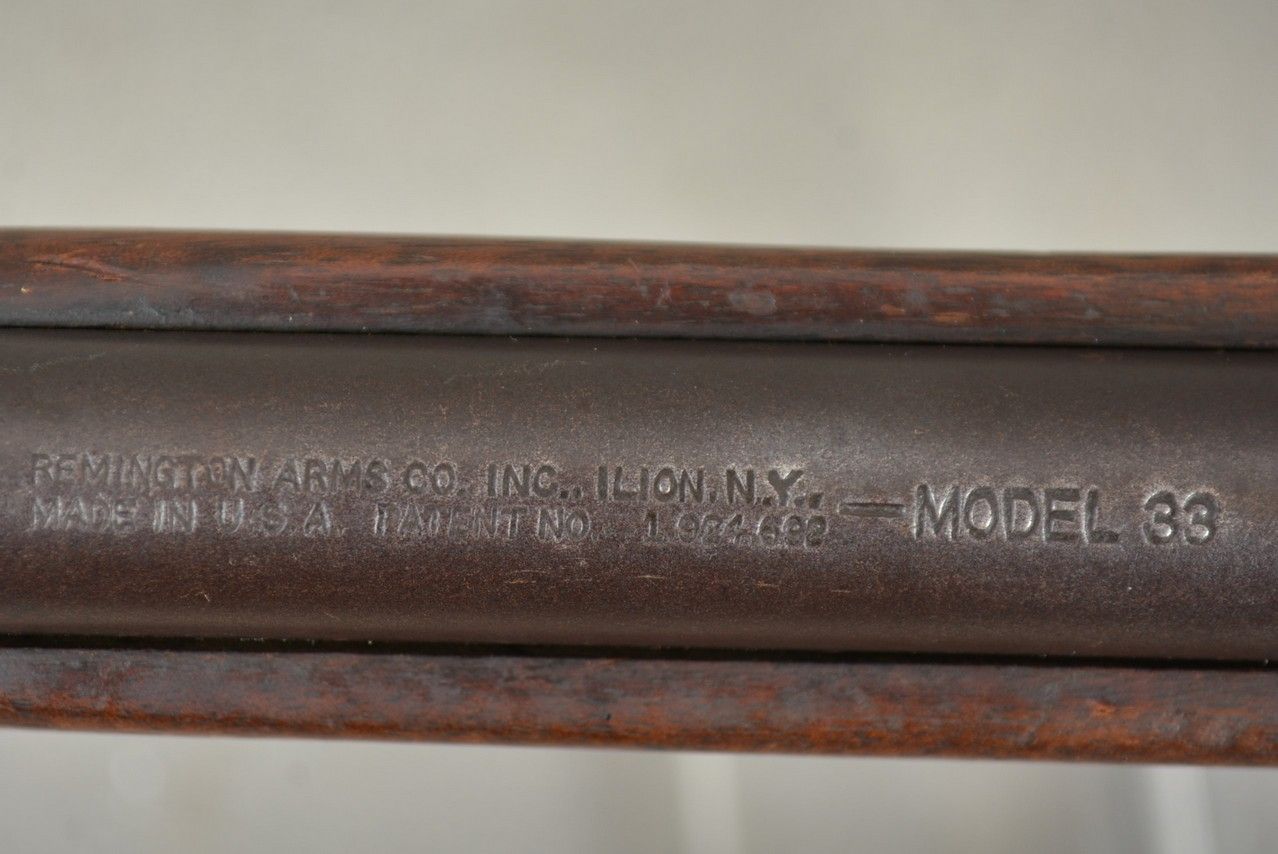 REMINGTON ARMS CO. INC., ILION, N.Y., — MODEL 33
MADE IN U.S.A. PATENT NO. 1,924,692